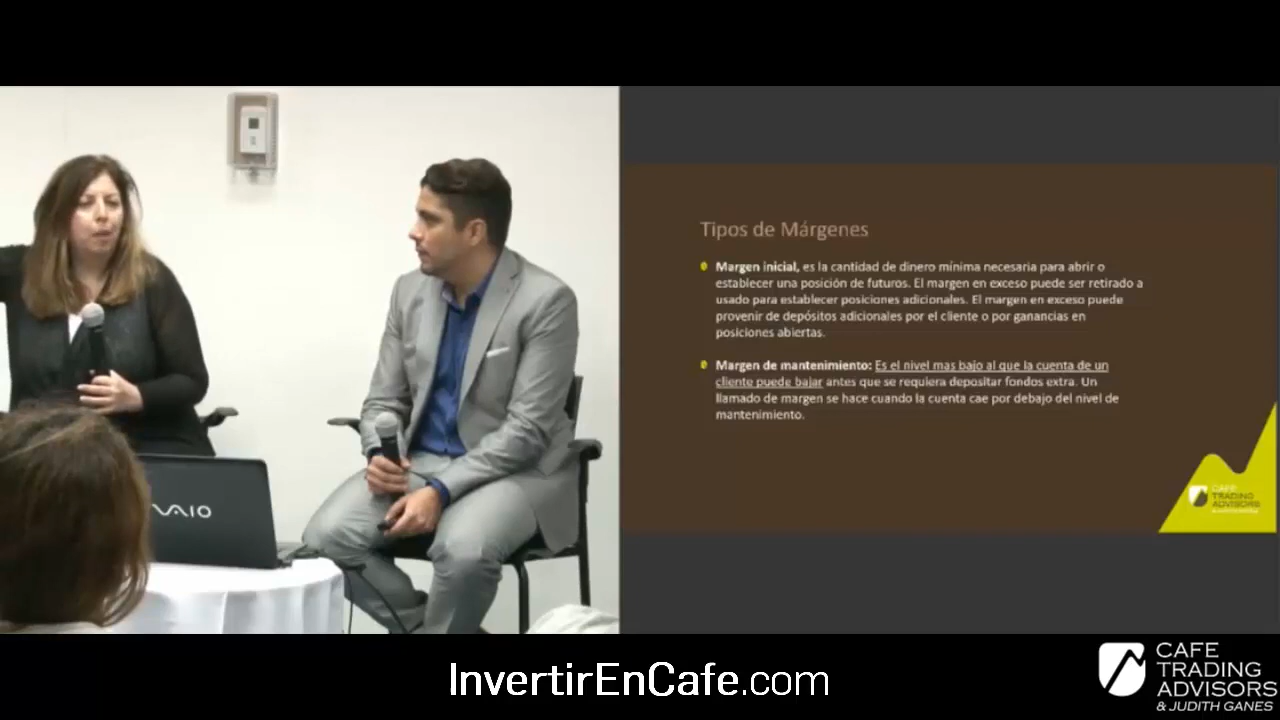 VAIO
Tipos de Márgenes
Margen inicial, es la cantidad de dinero mínima necesaria para abrir o
establecer una posición de futuros. El margen en exceso puede ser retirado a
usado para establecer posiciones adicionales. El margen en exceso puede
provenir de depósitos adicionales por el cliente o por ganancias en
posiciones abiertas.
Margen de mantenimiento: Es el nivel mas bajo al que la cuenta de un
cliente puede bajar antes que se requiera depositar fondos extra. Un
llamado de margen se hace cuando la cuenta cae por debajo del nivel de
mantenimiento.
CAFE
TRADING
ADVISORS
& JUDITH GANES
InvertirEnCafe.com
CAFE
TRADING
ADVISORS
& JUDITH GANES